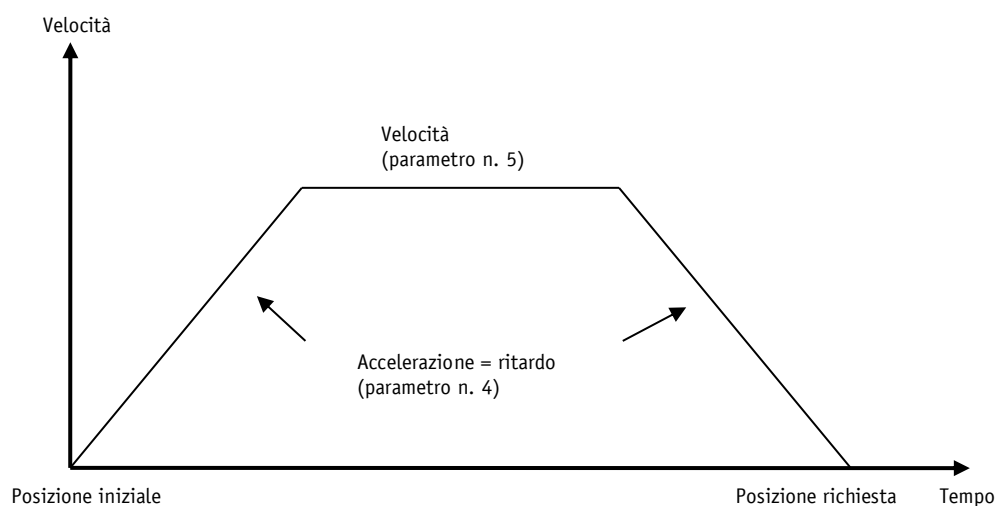 Velocità
Velocità
(parametro n. 5)
Accelerazione = ritardo
(parametro n. 4)
Posizione iniziale
Posizione richiesta
Tempo